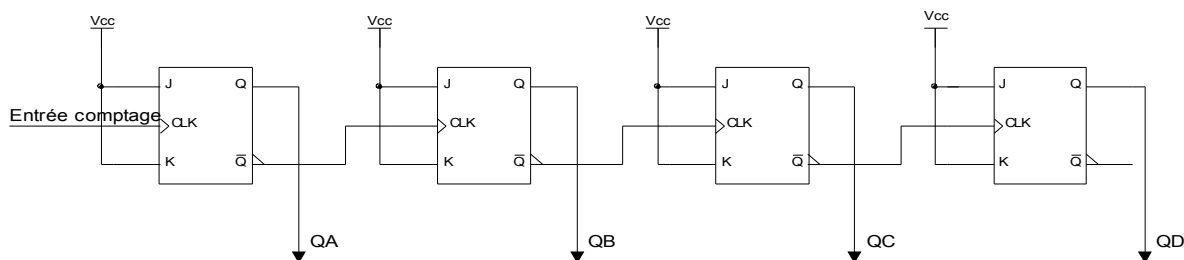 Vcc Vcc Vcc Vcc
J Q J Q J Q J Q
Entrée comptage CLK CLK CLK CLK
K Q̅ K Q̅ K Q̅ K Q̅
QA QB QC QD